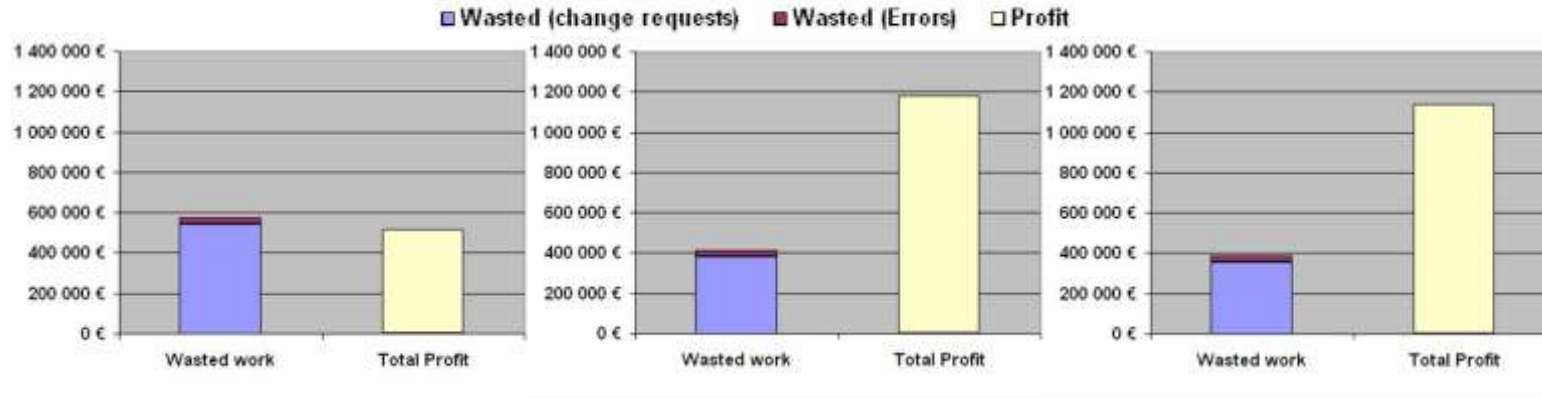 Wasted (change requests) Wasted (Errors) Profit
1 400 000 € 1 400 000 € 1 400 000 €
1 200 000 € 1 200 000 € 1 200 000 €
1 000 000 € 1 000 000 € 1 000 000 €
800 000 € 800 000 € 800 000 €
600 000 € 600 000 € 600 000 €
400 000 € 400 000 € 400 000 €
200 000 € 200 000 € 200 000 €
0 € 0 € 0 €
Wasted work Total Profit Wasted work Total Profit Wasted work Total Profit